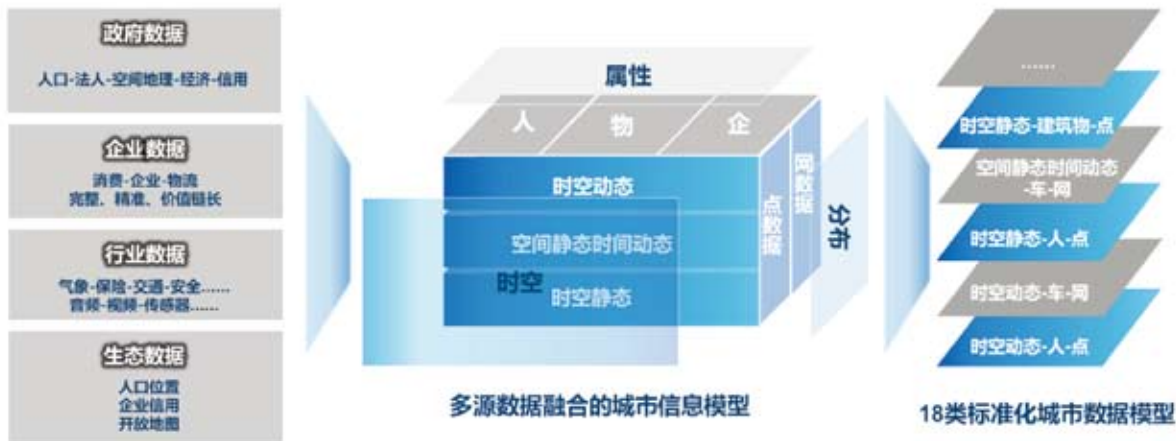 政府数据
人口-法人-空间地理-经济-信用
企业数据
消费-企业-物流
完整、精准、价值链长
行业数据
气象-保险-交通-安全......
音频-视频-传感器......
生态数据
人口位置
企业信用
开放地图
属性
人 物 企
时空动态
空间静态时间动态
时空
时空静态
点数据
网数据
分布
多源数据融合的城市信息模型
......
时空静态-建筑物-点
空间静态时间动态
-车-网
时空静态-人-点
时空动态-车-网
时空动态-人-点
18类标准化城市数据模型